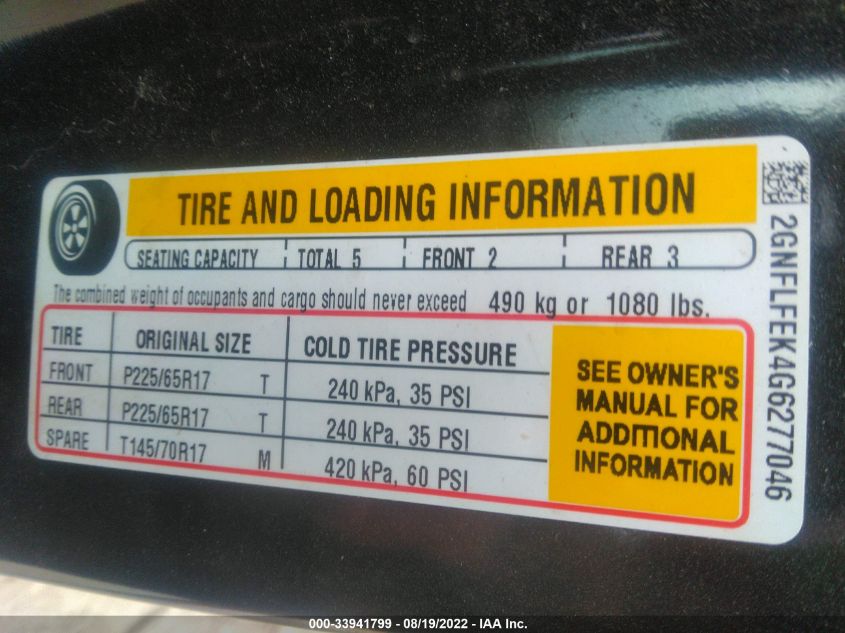 TIRE AND LOADING INFORMATION
SEATING CAPACITY TOTAL 5 FRONT 2 REAR 3
The combined weight of occupants and cargo should never exceed 490 kg or 1080 lbs.
TIRE ORIGINAL SIZE COLD TIRE PRESSURE
FRONT P225/65R17 T 240 kPa, 35 PSI
REAR P225/65R17 T 240 kPa, 35 PSI
SPARE T145/70R17 M 420 kPa, 60 PSI
SEE OWNER'S
MANUAL FOR
ADDITIONAL
INFORMATION
2GNFLFEK4G6277046
000-33941799 - 08/19/2022 - IAA Inc.